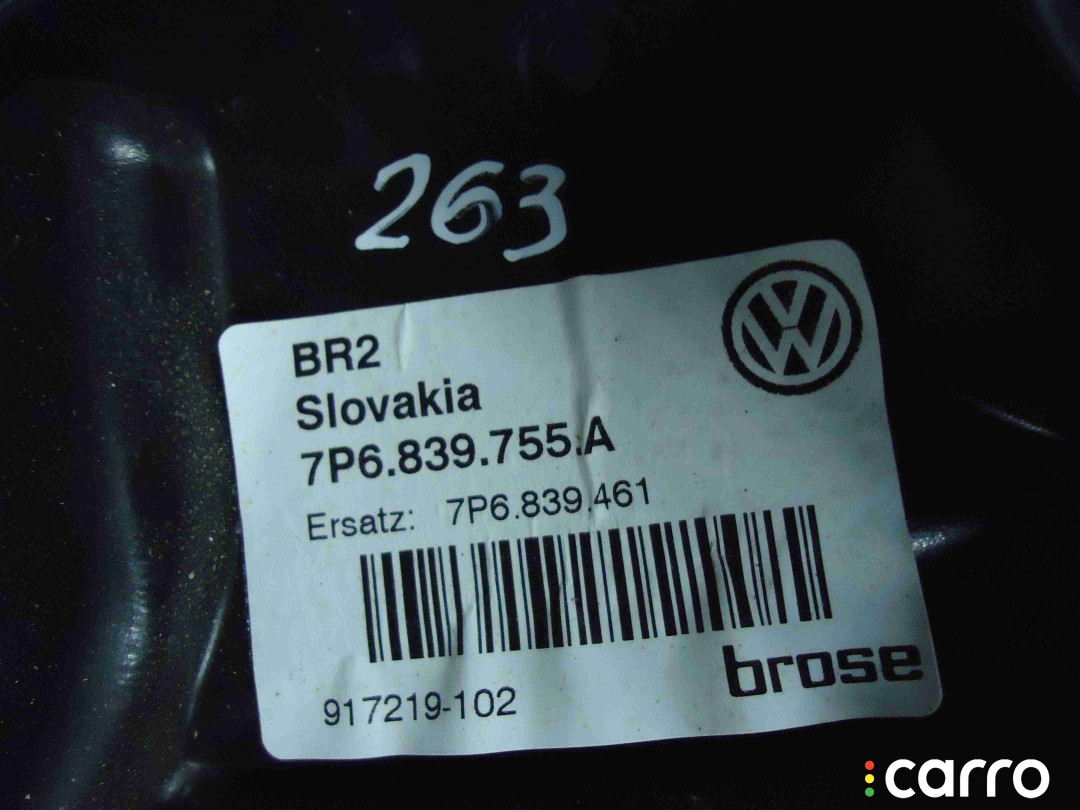 263
BR2
Slovakia
7P6.839.755.A
Ersatz: 7P6.839.461
917219-102
brose
carro